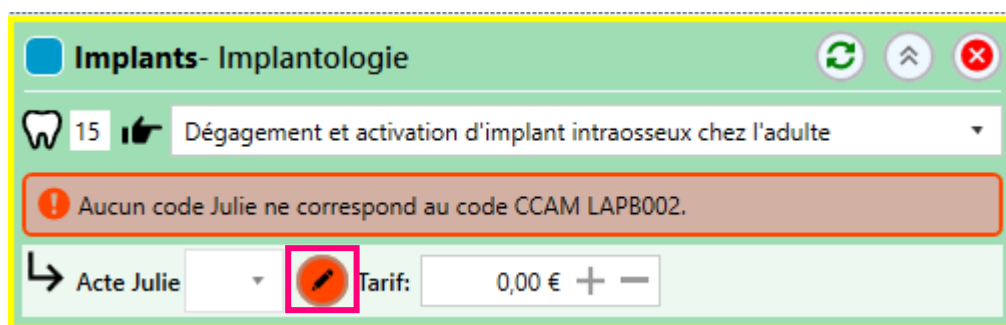 Implants- Implantologie
15 Dégagement et activation d'implant intraosseux chez l'adulte
Aucun code Julie ne correspond au code CCAM LAPB002.
Acte Julie Tarif: 0,00 €